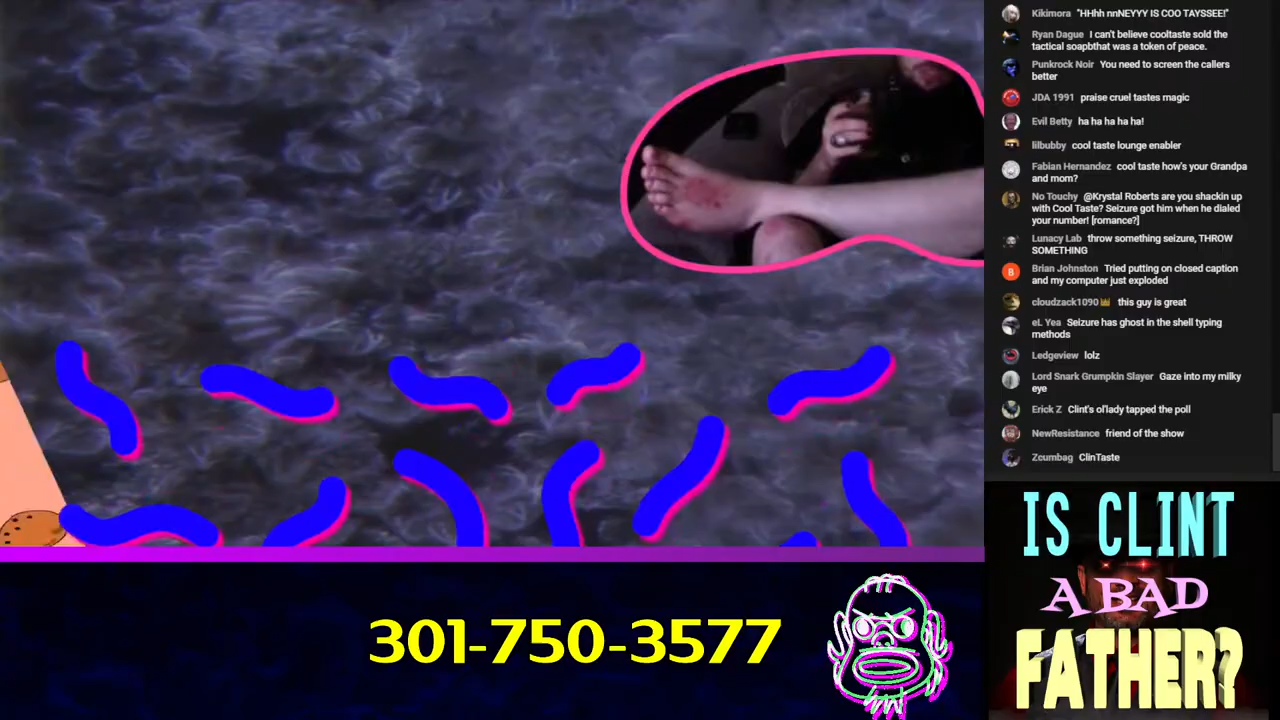 Kikimora "HHhh nnNEYYY IS COO TAYSSEE!"
Ryan Dague I can't believe cooltaste sold the
tactical soapbthat was a token of peace.
Punkrock Noir You need to screen the callers
better
JDA 1991 praise cruel tastes magic
Evil Betty ha ha ha ha ha!
lilbubby cool taste lounge enabler
Fabian Hernandez cool taste how's your Grandpa
and mom?
No Touchy @Krystal Roberts are you shackin up
with Cool Taste? Seizure got him when he dialed
your number! [romance?]
Lunacy Lab throw something seizure, THROW
SOMETHING
B Brian Johnston Tried putting on closed caption
and my computer just exploded
cloudzack1090 this guy is great
eL Yea Seizure has ghost in the shell typing
methods
Ledgeview lolz
Lord Snark Grumpkin Slayer Gaze into my milky
eye
Erick Z Clint's ol'lady tapped the poll
NewResistance friend of the show
Zcumbag ClinTaste
IS CLINT
A BAD
FATHER?
301-750-3577